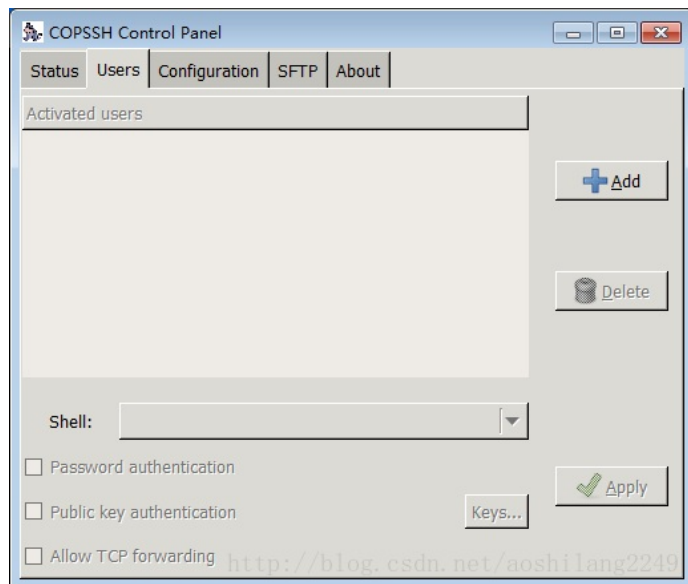 COPSSH Control Panel
Status Users Configuration SFTP About
Activated users
Add
Delete
Shell:
Password authentication
Apply
Public key authentication Keys...
Allow TCP forwarding
http://blog.csdn.net/aoshilang2249